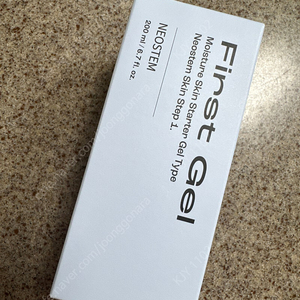 First Gel
Moisture Skin Starter Gel Type
Neostem Skin Step 1.
NEOSTEM
200 ml / 6.7 fl. oz.